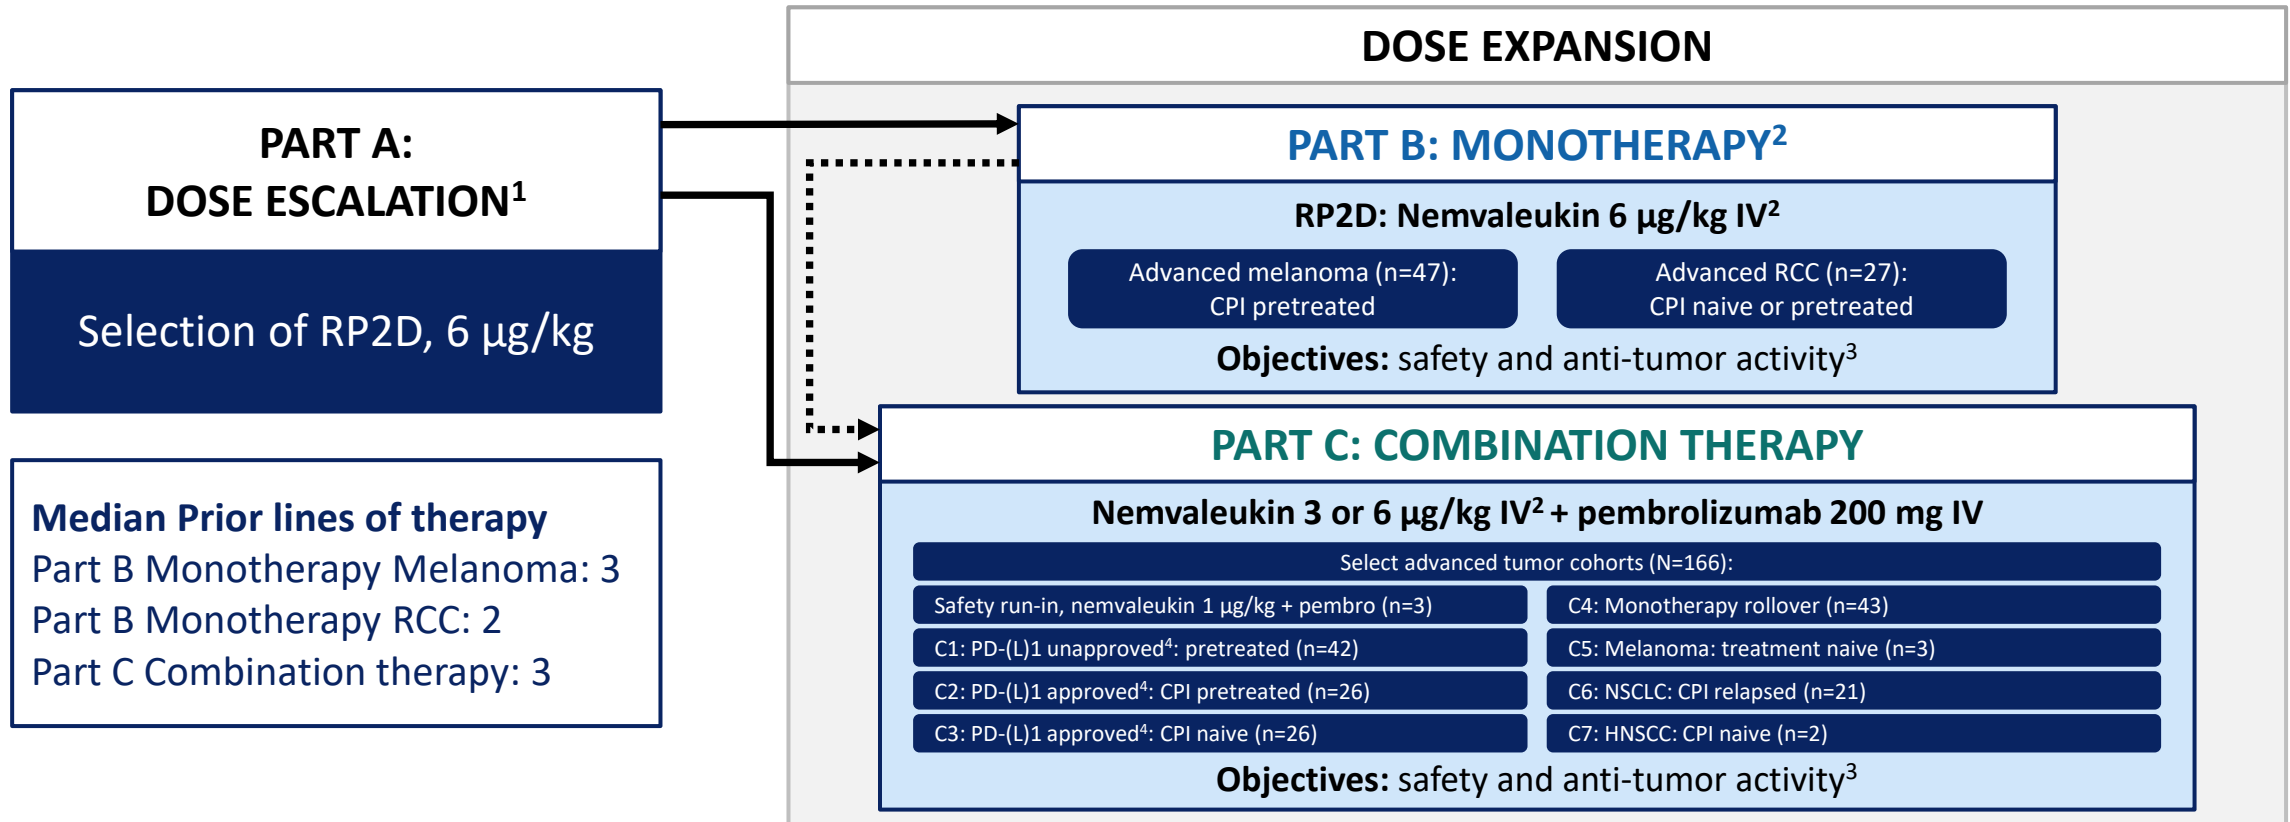 DOSE EXPANSION
PART A:
DOSE ESCALATION¹
Selection of RP2D, 6 µg/kg
Median Prior lines of therapy
Part B Monotherapy Melanoma: 3
Part B Monotherapy RCC: 2
Part C Combination therapy: 3
PART B: MONOTHERAPY²
RP2D: Nemvaleukin 6 µg/kg IV²
Advanced melanoma (n=47):
CPI pretreated
Advanced RCC (n=27):
CPI naive or pretreated
Objectives: safety and anti-tumor activity³
PART C: COMBINATION THERAPY
Nemvaleukin 3 or 6 µg/kg IV² + pembrolizumab 200 mg IV
Select advanced tumor cohorts (N=166):
Safety run-in, nemvaleukin 1 µg/kg + pembro (n=3)
C1: PD-(L)1 unapproved⁴: pretreated (n=42)
C2: PD-(L)1 approved⁴: CPI pretreated (n=26)
C3: PD-(L)1 approved⁴: CPI naive (n=26)
C4: Monotherapy rollover (n=43)
C5: Melanoma: treatment naive (n=3)
C6: NSCLC: CPI relapsed (n=21)
C7: HNSCC: CPI naive (n=2)
Objectives: safety and anti-tumor activity³